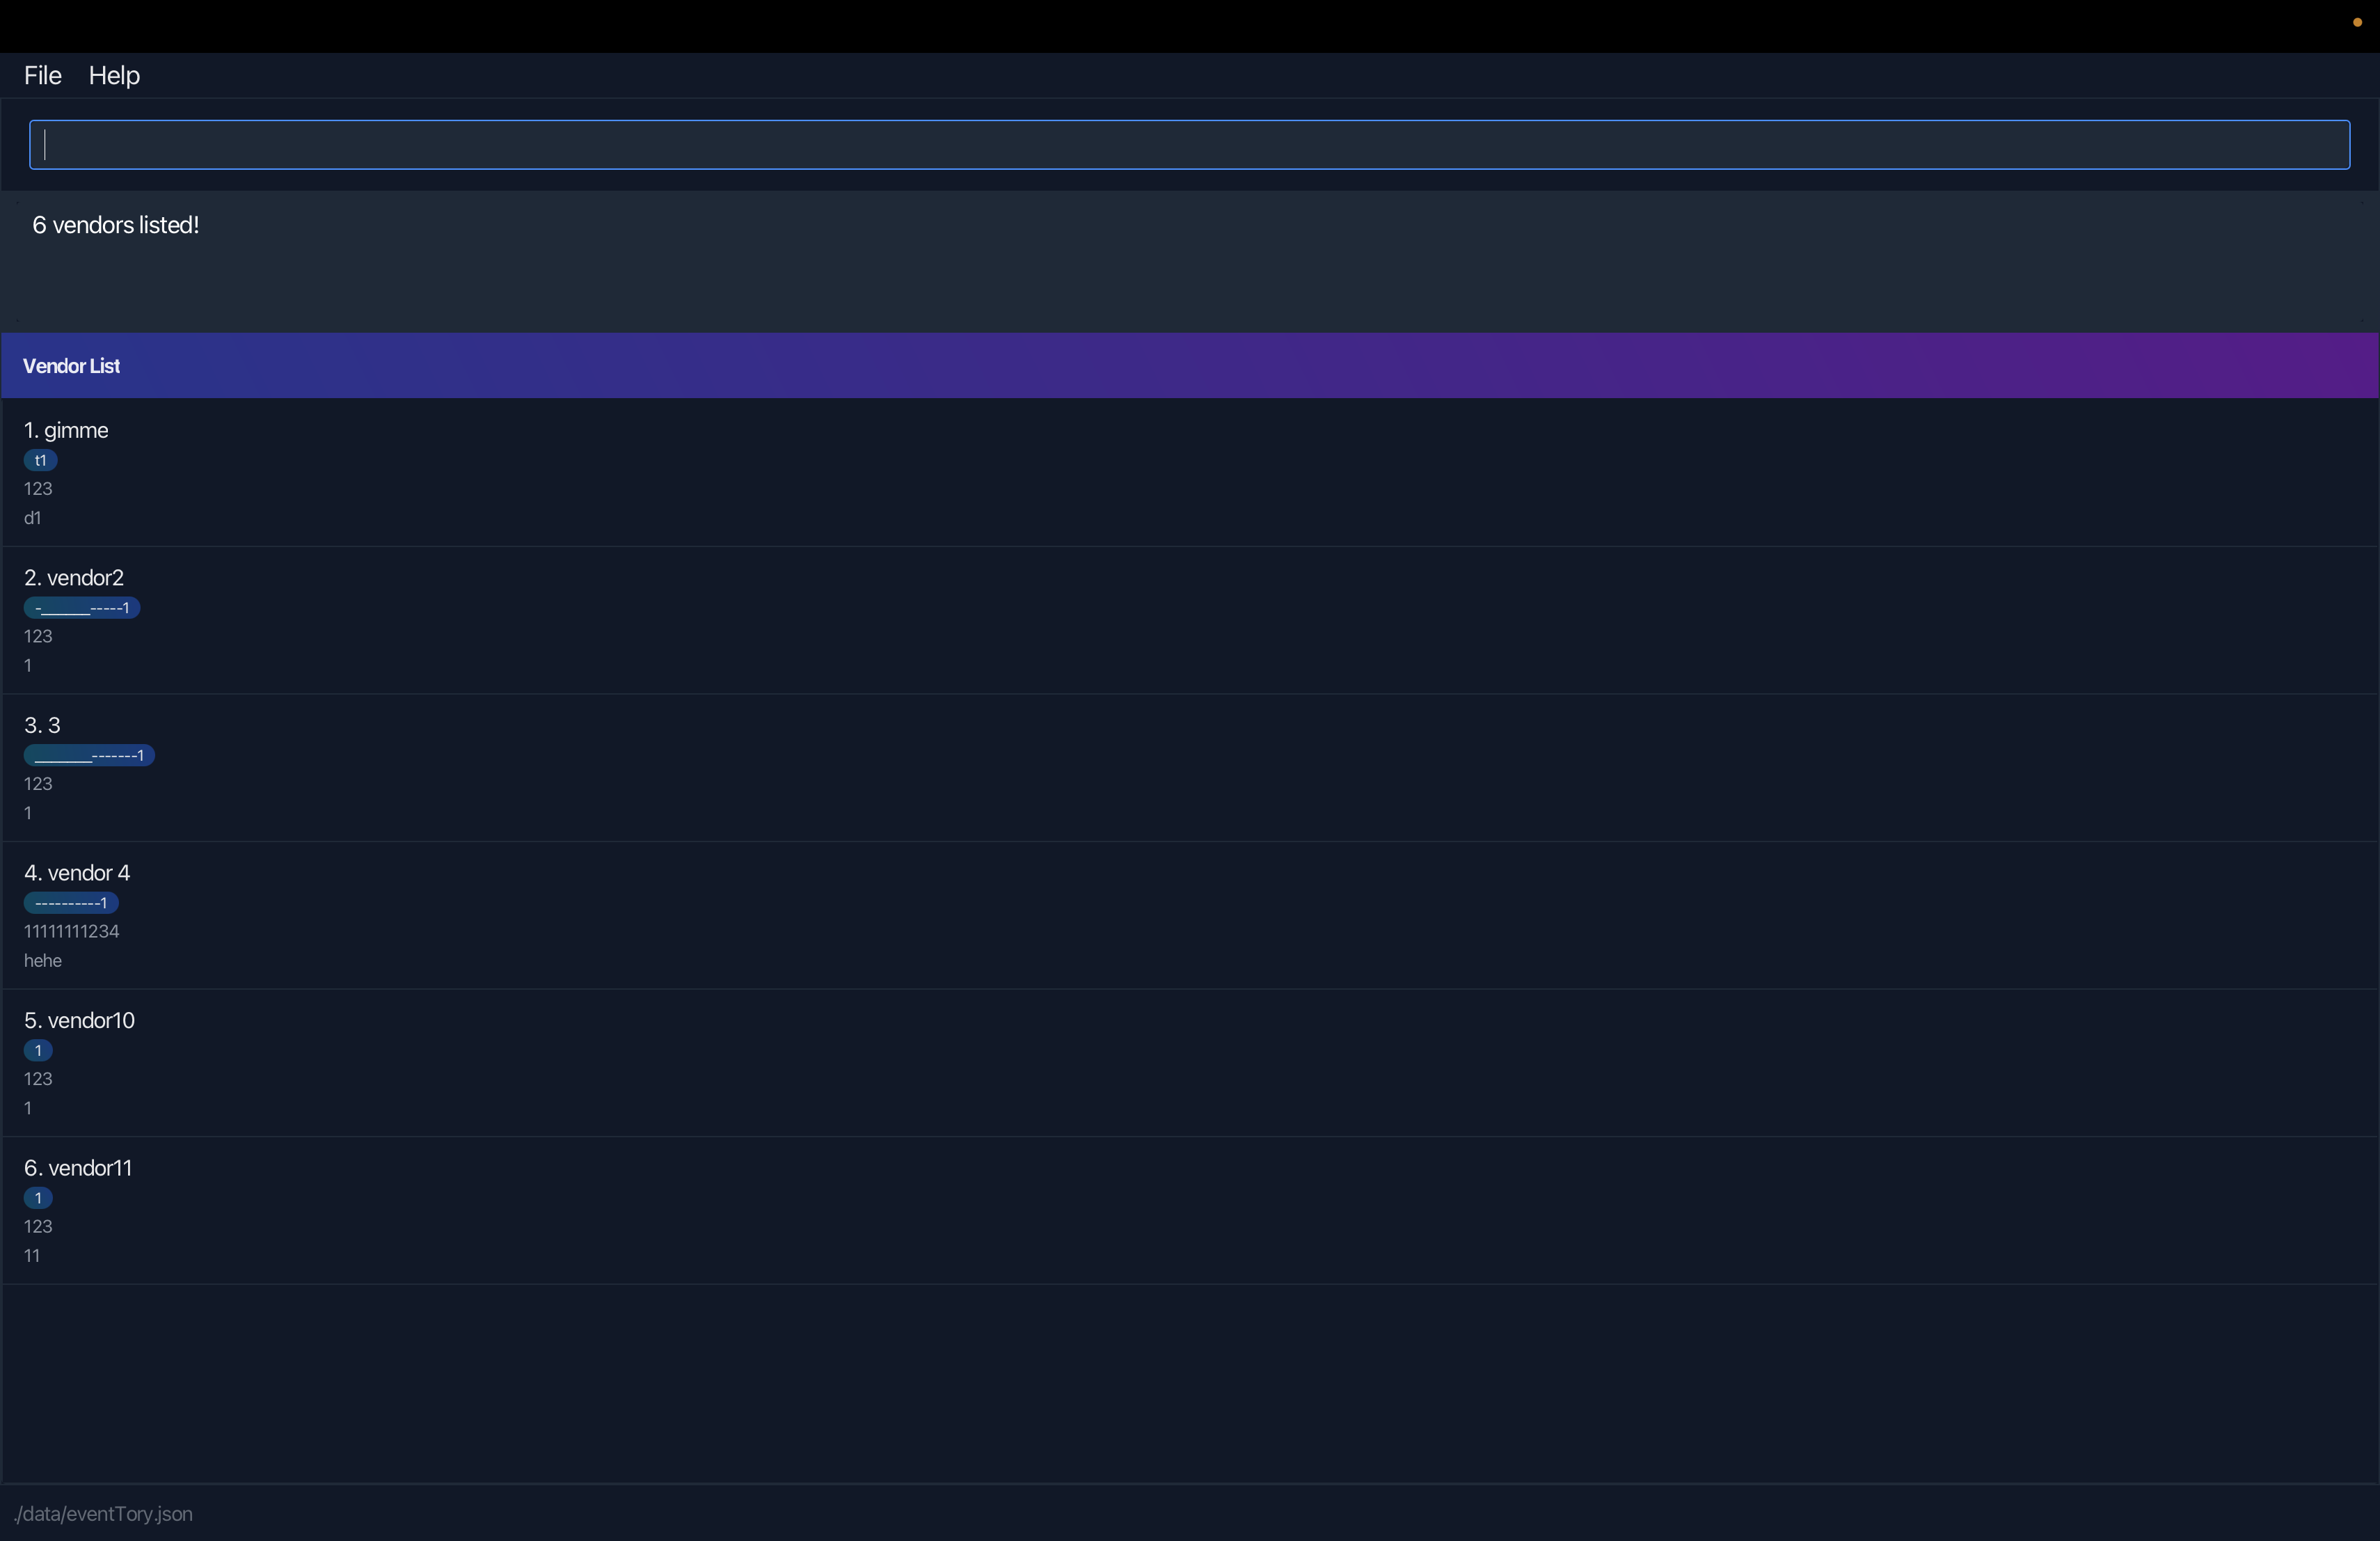 File Help
6 vendors listed!
Vendor List
1. gimme
t1
123
d1
2. vendor2
-______-----1
123
1
3. 3
_______-------1
123
1
4. vendor 4
-----------1
11111111234
hehe
5. vendor10
1
123
1
6. vendor11
1
123
11
./data/eventTory.json